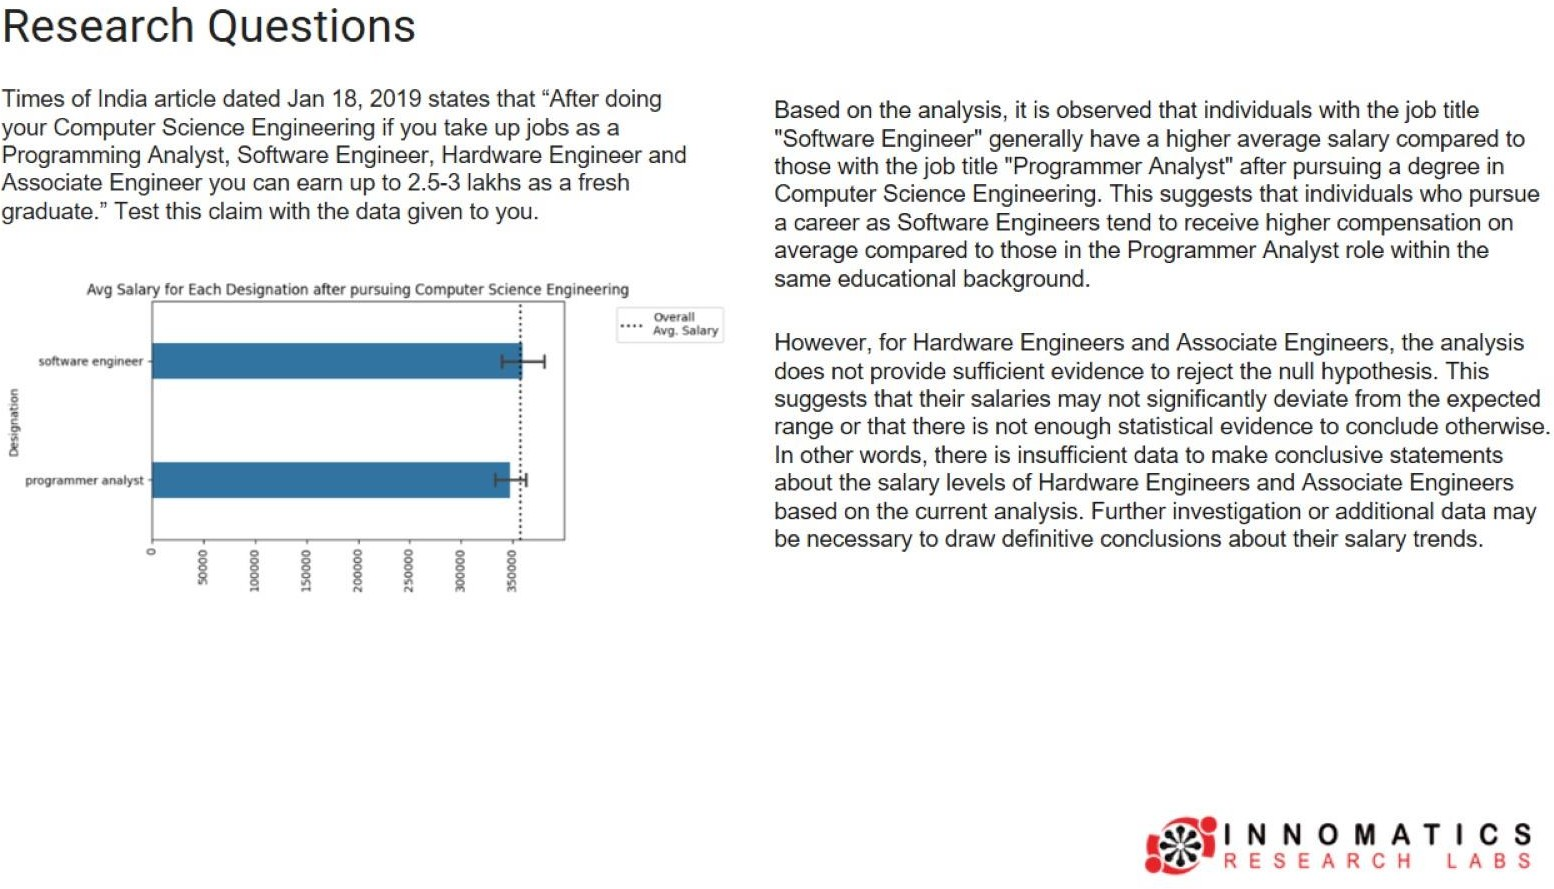 Research Questions
Times of India article dated Jan 18, 2019 states that “After doing
your Computer Science Engineering if you take up jobs as a
Programming Analyst, Software Engineer, Hardware Engineer and
Associate Engineer you can earn up to 2.5-3 lakhs as a fresh
graduate.” Test this claim with the data given to you.
Avg Salary for Each Designation after pursuing Computer Science Engineering
Overall
Avg. Salary
software engineer
Designation
programmer analyst
0
50000
100000
150000
200000
250000
300000
350000
Based on the analysis, it is observed that individuals with the job title
"Software Engineer" generally have a higher average salary compared to
those with the job title "Programmer Analyst" after pursuing a degree in
Computer Science Engineering. This suggests that individuals who pursue
a career as Software Engineers tend to receive higher compensation on
average compared to those in the Programmer Analyst role within the
same educational background.
However, for Hardware Engineers and Associate Engineers, the analysis
does not provide sufficient evidence to reject the null hypothesis. This
suggests that their salaries may not significantly deviate from the expected
range or that there is not enough statistical evidence to conclude otherwise.
In other words, there is insufficient data to make conclusive statements
about the salary levels of Hardware Engineers and Associate Engineers
based on the current analysis. Further investigation or additional data may
be necessary to draw definitive conclusions about their salary trends.
INNOMATICS
RESEARCH LABS